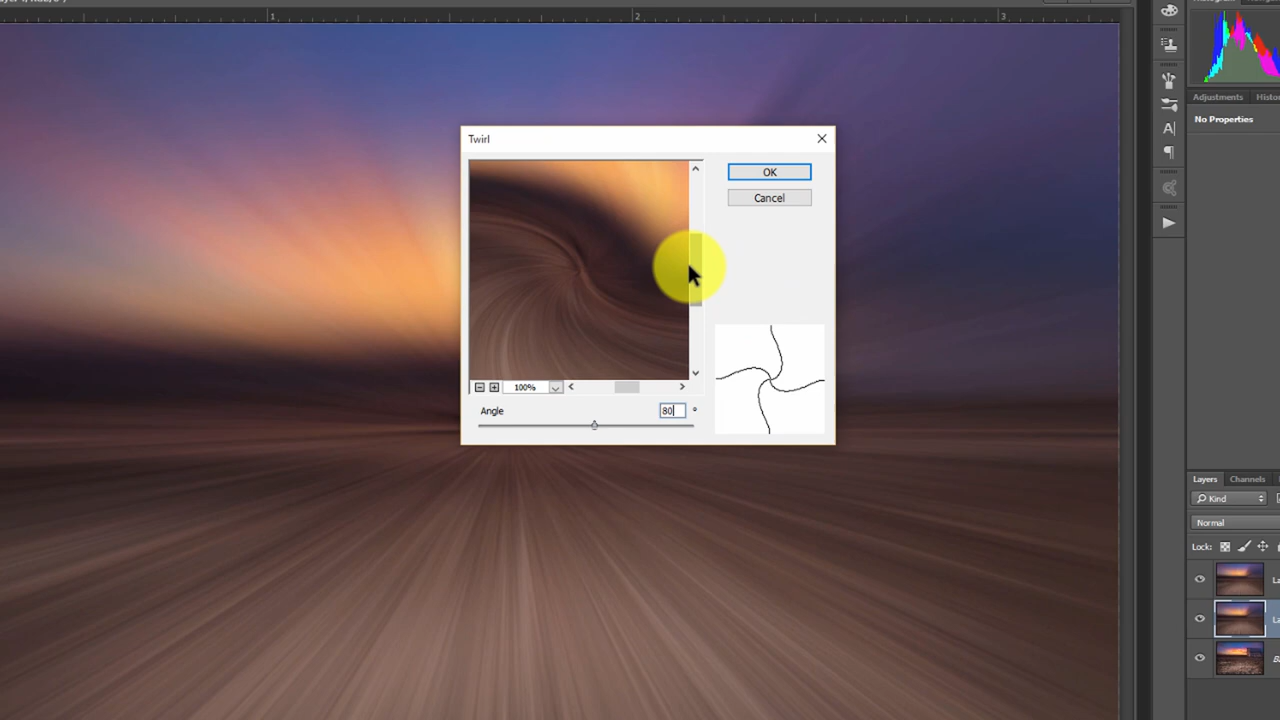 1
2
3
Twirl
OK
Cancel
100%
Angle
80
°
Adjustments
No Properties
Layers
Channels
Kind
Normal
Lock: